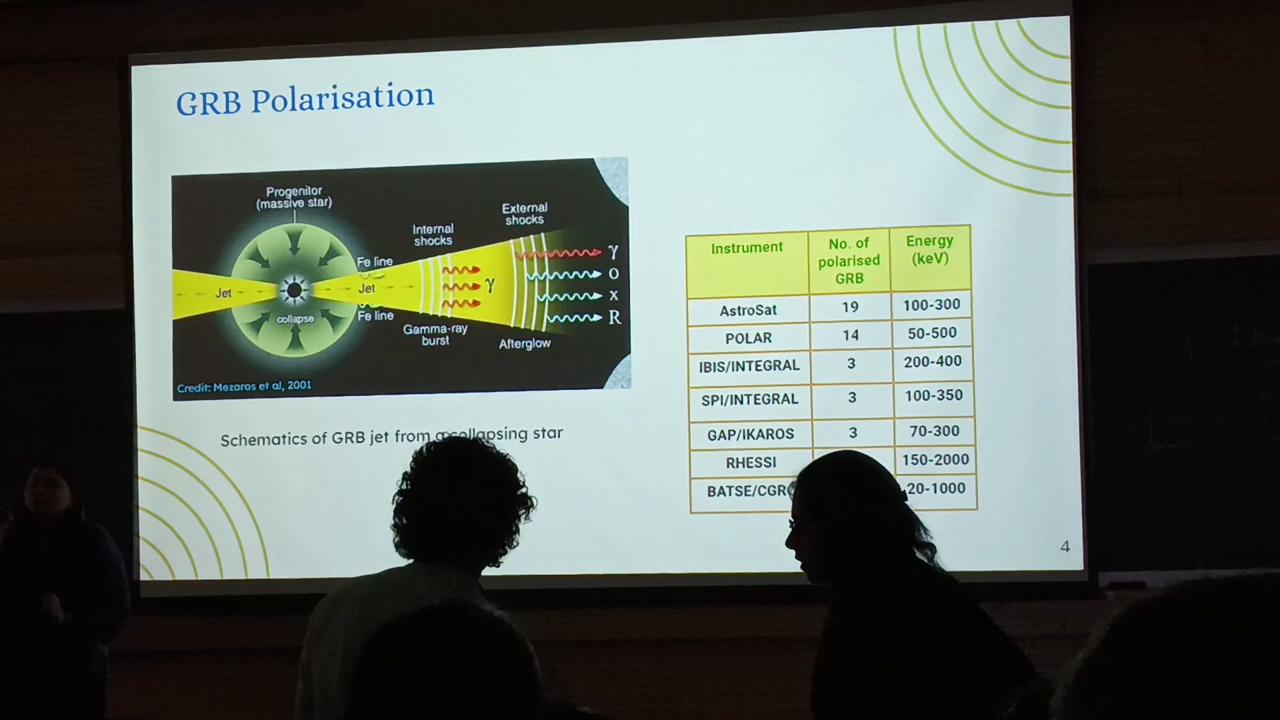 GRB Polarisation
Progenitor
(massive star)
External
shocks
Internal
shocks
Fe line
γ
O
Jet
Jet
γ
X
Fe line
R
collapse
Gamma-ray
burst
Afterglow
Credit: Mezaros et al, 2001
Schematics of GRB jet from collapsing star
Instrument No. of polarised GRB Energy (keV)
AstroSat 19 100-300
POLAR 14 50-500
IBIS/INTEGRAL 3 200-400
SPI/INTEGRAL 3 100-350
GAP/IKAROS 3 70-300
RHESSI 150-2000
BATSE/CGR 20-1000
4